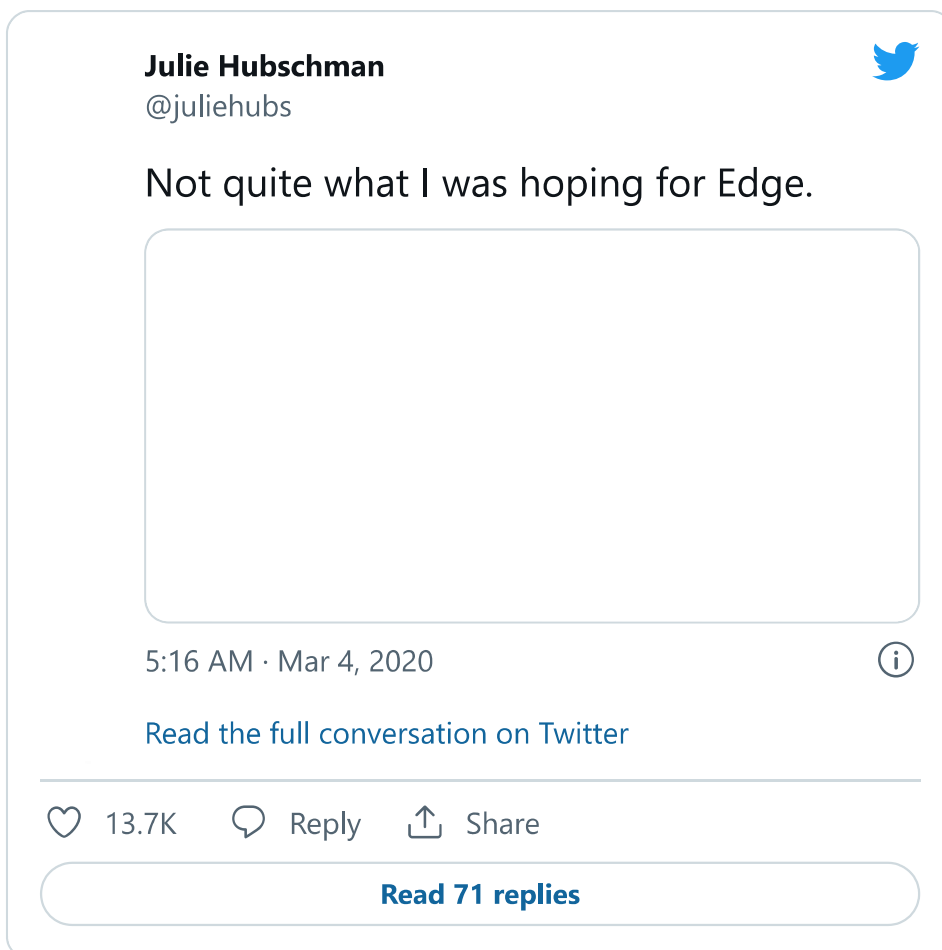 Julie Hubschman
@juliehubs
Not quite what I was hoping for Edge.
5:16 AM · Mar 4, 2020
Read the full conversation on Twitter
13.7K Reply Share
Read 71 replies